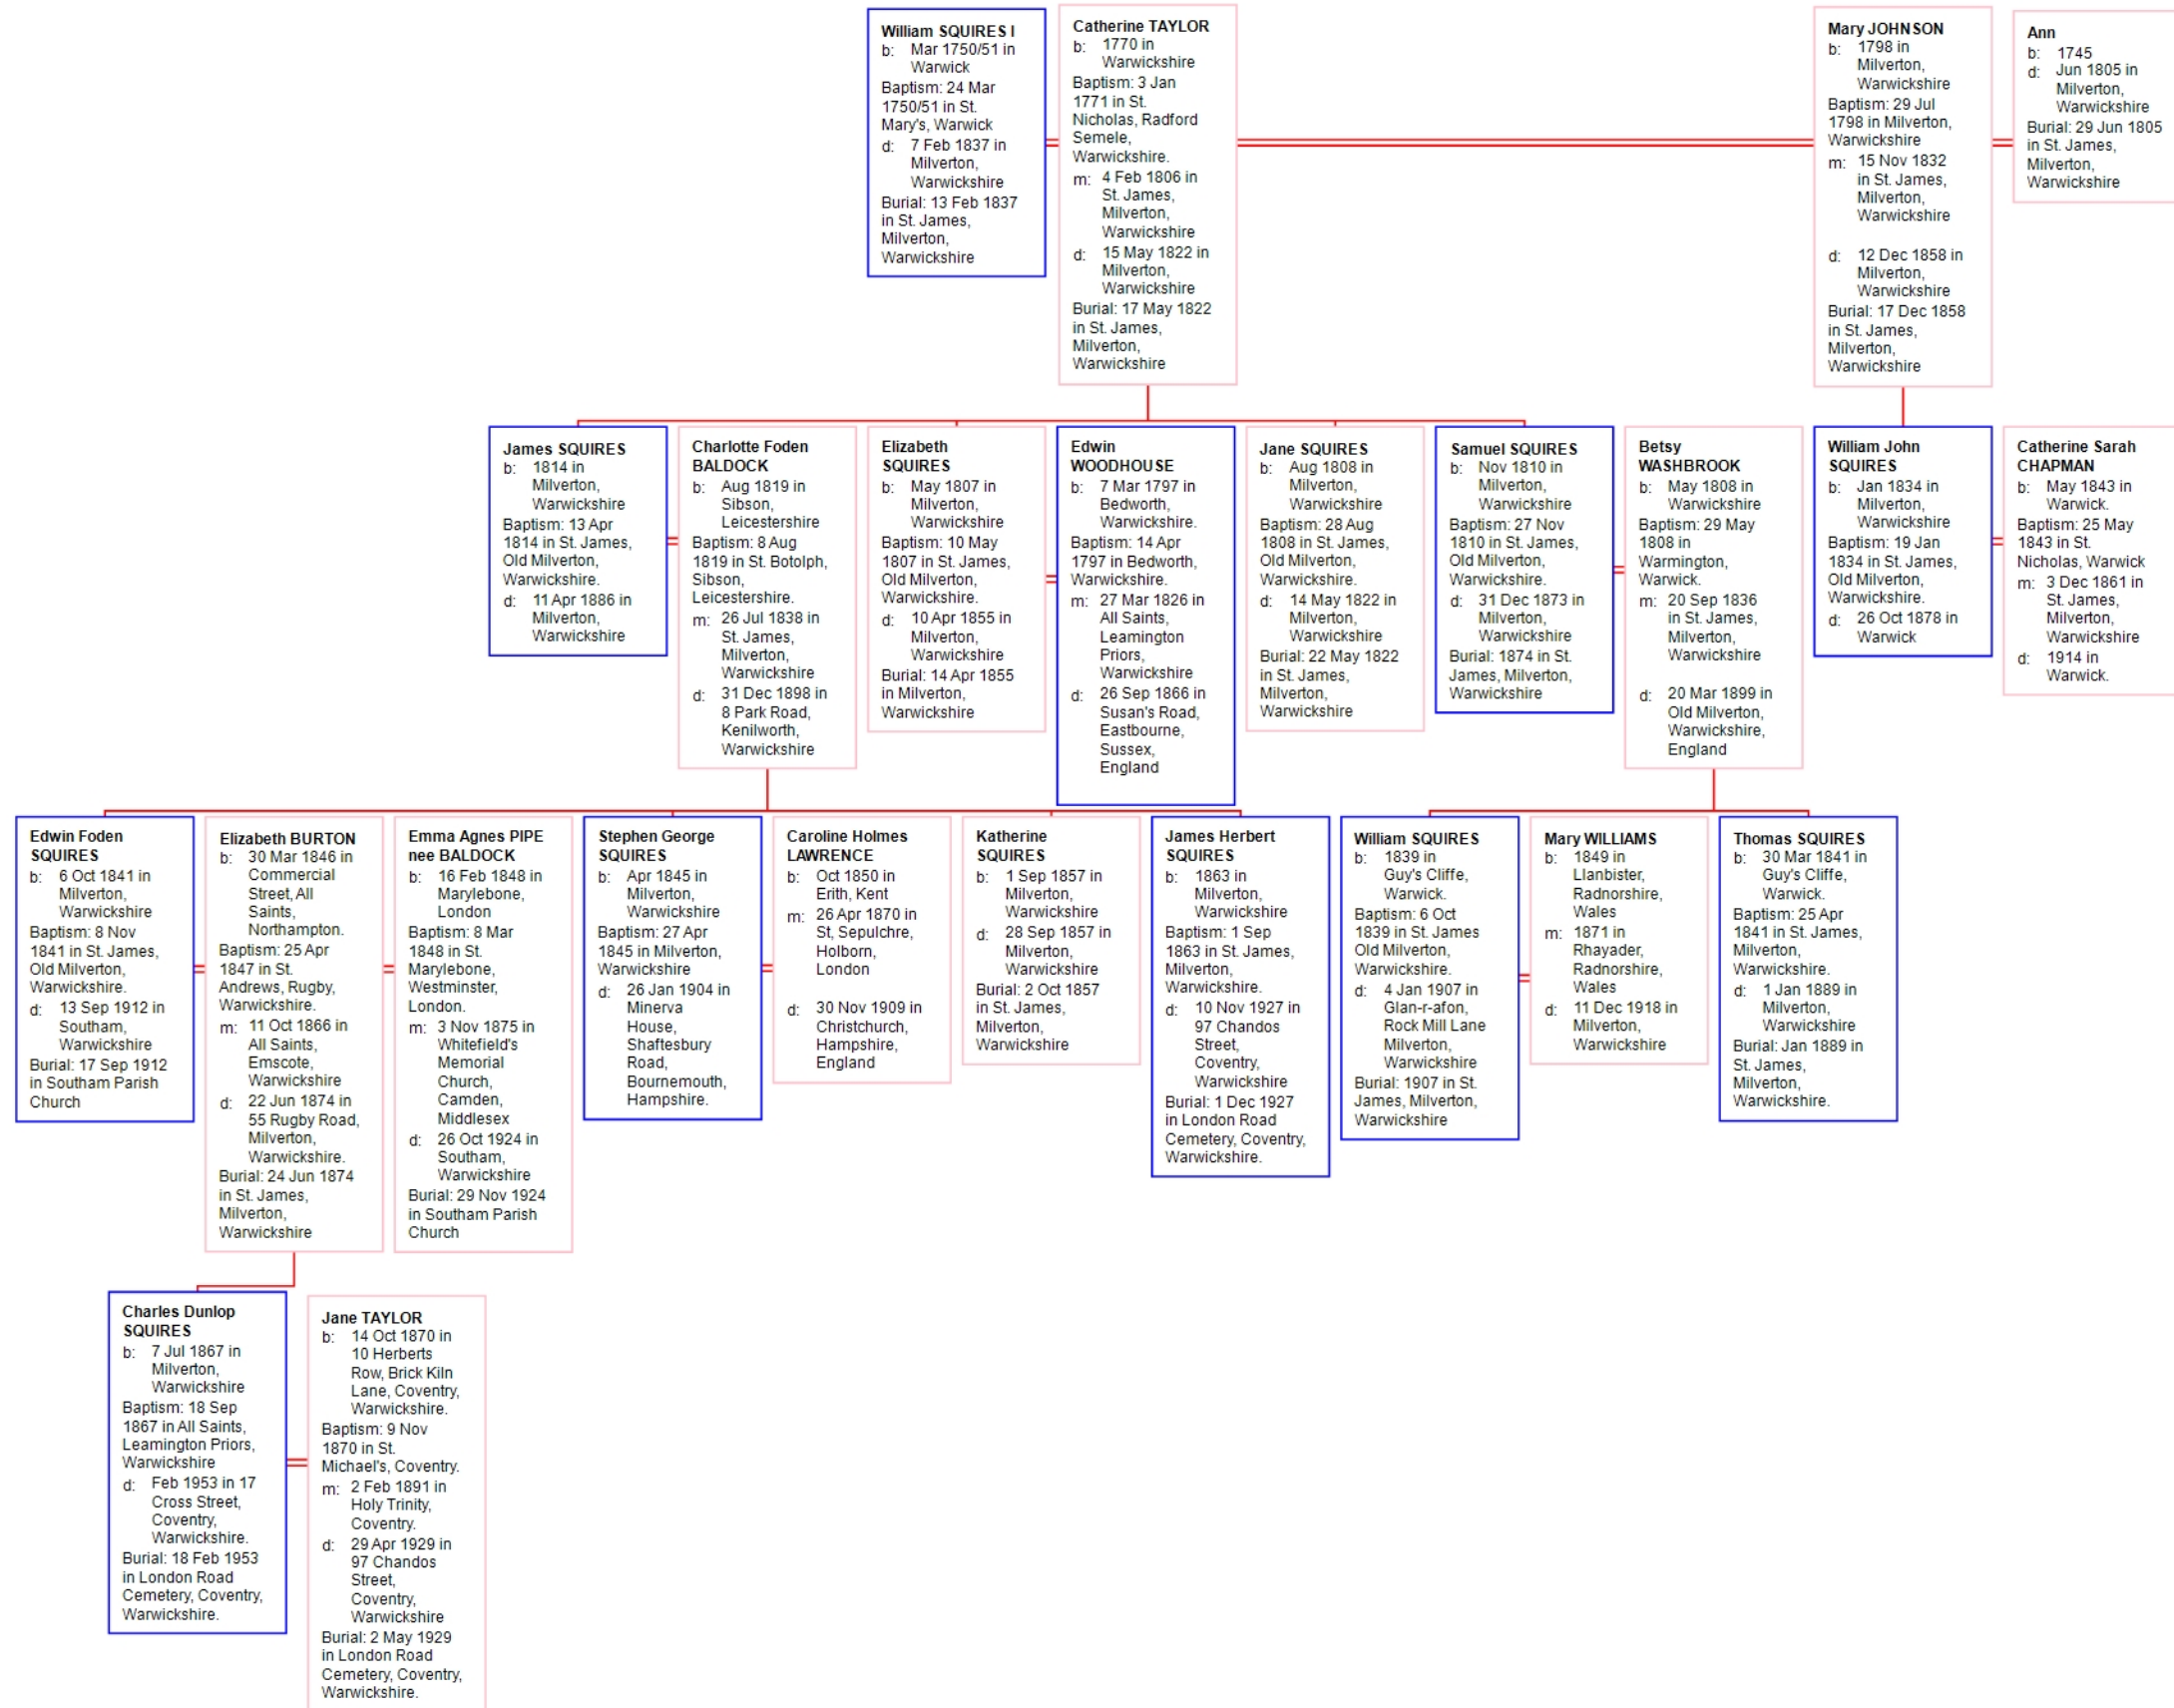 William SQUIRES I
b: Mar 1750/51 in
Warwick
Baptism: 24 Mar
1750/51 in St.
Mary's, Warwick
d: 7 Feb 1837 in
Milverton,
Warwickshire
Burial: 13 Feb 1837
in St. James,
Milverton,
Warwickshire
Catherine TAYLOR
b: 1770 in
Warwickshire
Baptism: 3 Jan
1771 in St.
Nicholas, Radford
Semele,
Warwickshire.
m: 4 Feb 1806 in
St. James,
Milverton,
Warwickshire
d: 15 May 1822 in
Milverton,
Warwickshire
Burial: 17 May 1822
in St. James,
Milverton,
Warwickshire
Mary JOHNSON
b: 1798 in
Milverton,
Warwickshire
Baptism: 29 Jul
1798 in Milverton,
Warwickshire
m: 15 Nov 1832
in St. James,
Milverton,
Warwickshire
d: 12 Dec 1858 in
Milverton,
Warwickshire
Burial: 17 Dec 1858
in St. James,
Milverton,
Warwickshire
Ann
b: 1745
d: Jun 1805 in
Milverton,
Warwickshire
Burial: 29 Jun 1805
in St. James,
Milverton,
Warwickshire
James SQUIRES
b: 1814 in
Milverton,
Warwickshire
Baptism: 13 Apr
1814 in St. James,
Old Milverton,
Warwickshire.
d: 11 Apr 1886 in
Milverton,
Warwickshire
Charlotte Foden
BALDOCK
b: Aug 1819 in
Sibson,
Leicestershire
Baptism: 8 Aug
1819 in St. Botolph,
Sibson,
Leicestershire.
m: 26 Jul 1838 in
St. James,
Milverton,
Warwickshire
d: 31 Dec 1898 in
8 Park Road,
Kenilworth,
Warwickshire
Elizabeth
SQUIRES
b: May 1807 in
Milverton,
Warwickshire
Baptism: 10 May
1807 in St. James,
Old Milverton,
Warwickshire.
d: 10 Apr 1855 in
Milverton,
Warwickshire
Burial: 14 Apr 1855
in Milverton,
Warwickshire
Edwin
WOODHOUSE
b: 7 Mar 1797 in
Bedworth,
Warwickshire.
Baptism: 14 Apr
1797 in Bedworth,
Warwickshire.
m: 27 Mar 1826 in
All Saints,
Leamington
Priors,
Warwickshire
d: 26 Sep 1866 in
Susan's Road,
Eastbourne,
Sussex,
England
Jane SQUIRES
b: Aug 1808 in
Milverton,
Warwickshire
Baptism: 28 Aug
1808 in St. James,
Old Milverton,
Warwickshire.
d: 14 May 1822 in
Milverton,
Warwickshire
Burial: 22 May 1822
in St. James,
Milverton,
Warwickshire
Samuel SQUIRES
b: Nov 1810 in
Milverton,
Warwickshire
Baptism: 27 Nov
1810 in St. James,
Old Milverton,
Warwickshire.
d: 31 Dec 1873 in
Milverton,
Warwickshire
Burial: 1874 in St.
James, Milverton,
Warwickshire
Betsy
WASHBROOK
b: May 1808 in
Warwickshire
Baptism: 29 May
1808 in
Warmington,
Warwick.
m: 20 Sep 1836
in St. James,
Milverton,
Warwickshire
d: 20 Mar 1899 in
Old Milverton,
Warwickshire,
England
William John
SQUIRES
b: Jan 1834 in
Milverton,
Warwickshire
Baptism: 19 Jan
1834 in St. James,
Old Milverton,
Warwickshire.
d: 26 Oct 1878 in
Warwick
Catherine Sarah
CHAPMAN
b: May 1843 in
Warwick.
Baptism: 25 May
1843 in St.
Nicholas, Warwick
m: 3 Dec 1861 in
St. James,
Milverton,
Warwickshire
d: 1914 in
Warwick.
Edwin Foden
SQUIRES
b: 6 Oct 1841 in
Milverton,
Warwickshire
Baptism: 8 Nov
1841 in St. James,
Old Milverton,
Warwickshire.
d: 13 Sep 1912 in
Southam,
Warwickshire
Burial: 17 Sep 1912
in Southam Parish
Church
Elizabeth BURTON
b: 30 Mar 1846 in
Commercial
Street, All
Saints,
Northampton.
Baptism: 25 Apr
1847 in St.
Andrews, Rugby,
Warwickshire.
m: 11 Oct 1866 in
All Saints,
Emscote,
Warwickshire
d: 22 Jun 1874 in
55 Rugby Road,
Milverton,
Warwickshire.
Burial: 24 Jun 1874
in St. James,
Milverton,
Warwickshire
Emma Agnes PIPE
nee BALDOCK
b: 16 Feb 1848 in
Marylebone,
London
Baptism: 8 Mar
1848 in St.
Marylebone,
Westminster,
London.
m: 3 Nov 1875 in
Whitefield's
Memorial
Church,
Camden,
Middlesex
d: 26 Oct 1924 in
Southam,
Warwickshire
Burial: 29 Nov 1924
in Southam Parish
Church
Stephen George
SQUIRES
b: Apr 1845 in
Milverton,
Warwickshire
Baptism: 27 Apr
1845 in Milverton,
Warwickshire
d: 26 Jan 1904 in
Minerva
House,
Shaftesbury
Road,
Bournemouth,
Hampshire.
Caroline Holmes
LAWRENCE
b: Oct 1850 in
Erith, Kent
m: 26 Apr 1870 in
St, Sepulchre,
Holborn,
London
d: 30 Nov 1909 in
Christchurch,
Hampshire,
England
Katherine
SQUIRES
b: 1 Sep 1857 in
Milverton,
Warwickshire
d: 28 Sep 1857 in
Milverton,
Warwickshire
Burial: 2 Oct 1857
in St. James,
Milverton,
Warwickshire
James Herbert
SQUIRES
b: 1863 in
Milverton,
Warwickshire
Baptism: 1 Sep
1863 in St. James,
Milverton,
Warwickshire.
d: 10 Nov 1927 in
97 Chandos
Street,
Coventry,
Warwickshire
Burial: 1 Dec 1927
in London Road
Cemetery, Coventry,
Warwickshire.
William SQUIRES
b: 1839 in
Guy's Cliffe,
Warwick.
Baptism: 6 Oct
1839 in St. James
Old Milverton,
Warwickshire.
d: 4 Jan 1907 in
Glan-r-afon,
Rock Mill Lane
Milverton,
Warwickshire
Burial: 1907 in St.
James, Milverton,
Warwickshire
Mary WILLIAMS
b: 1849 in
Llanbister,
Radnorshire,
Wales
m: 1871 in
Rhayader,
Radnorshire,
Wales
d: 11 Dec 1918 in
Milverton,
Warwickshire
Thomas SQUIRES
b: 30 Mar 1841 in
Guy's Cliffe,
Warwick.
Baptism: 25 Apr
1841 in St. James,
Milverton,
Warwickshire.
d: 1 Jan 1889 in
Milverton,
Warwickshire
Burial: Jan 1889 in
St. James,
Milverton,
Warwickshire.
Charles Dunlop
SQUIRES
b: 7 Jul 1867 in
Milverton,
Warwickshire
Baptism: 18 Sep
1867 in All Saints,
Leamington Priors,
Warwickshire
d: Feb 1953 in 17
Cross Street,
Coventry,
Warwickshire.
Burial: 18 Feb 1953
in London Road
Cemetery, Coventry,
Warwickshire.
Jane TAYLOR
b: 14 Oct 1870 in
10 Herberts
Row, Brick Kiln
Lane, Coventry,
Warwickshire.
Baptism: 9 Nov
1870 in St.
Michael's, Coventry.
m: 2 Feb 1891 in
Holy Trinity,
Coventry.
d: 29 Apr 1929 in
97 Chandos
Street,
Coventry,
Warwickshire
Burial: 2 May 1929
in London Road
Cemetery, Coventry,
Warwickshire.